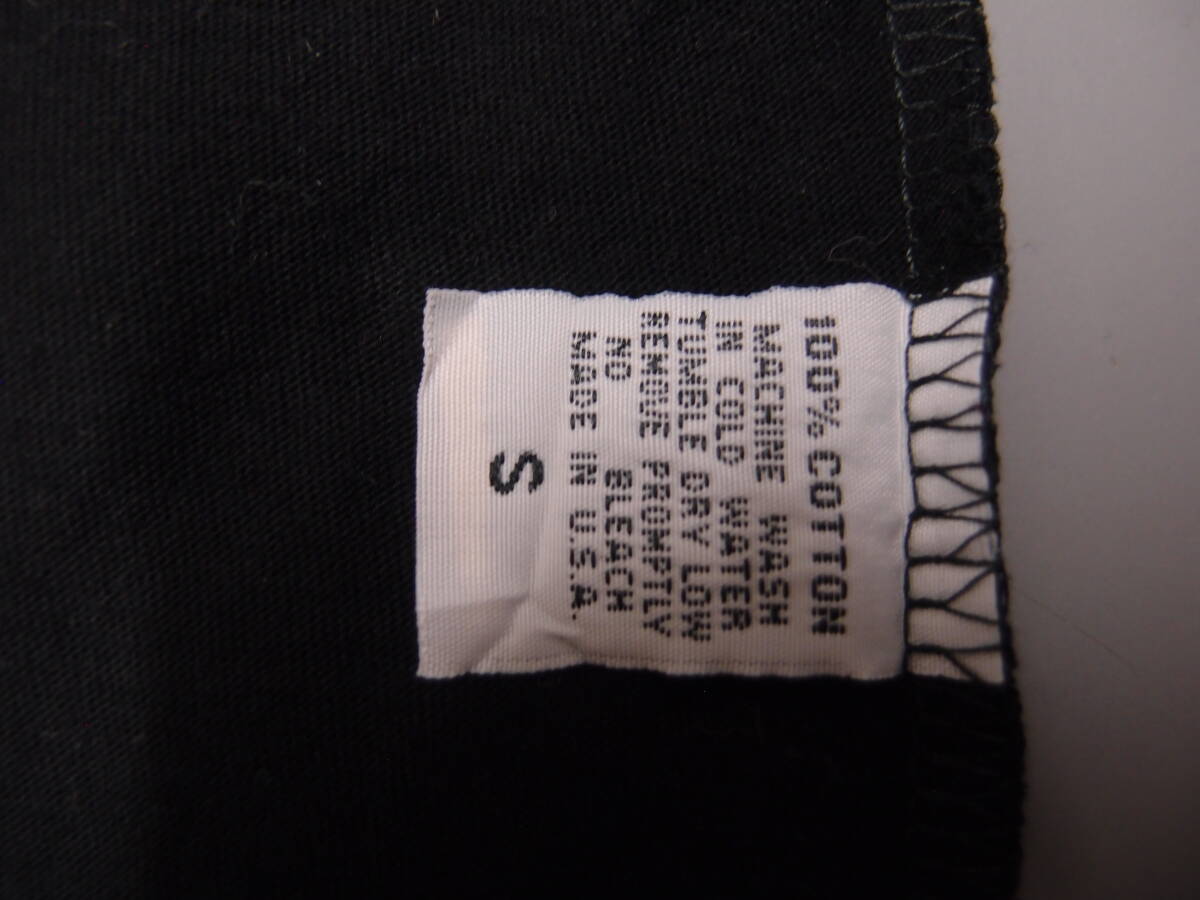 100% COTTON
MACHINE WASH
IN COLD WATER
TUMBLE DRY LOW
REMOVE PROMPTLY
NO BLEACH
MADE IN U.S.A.
S